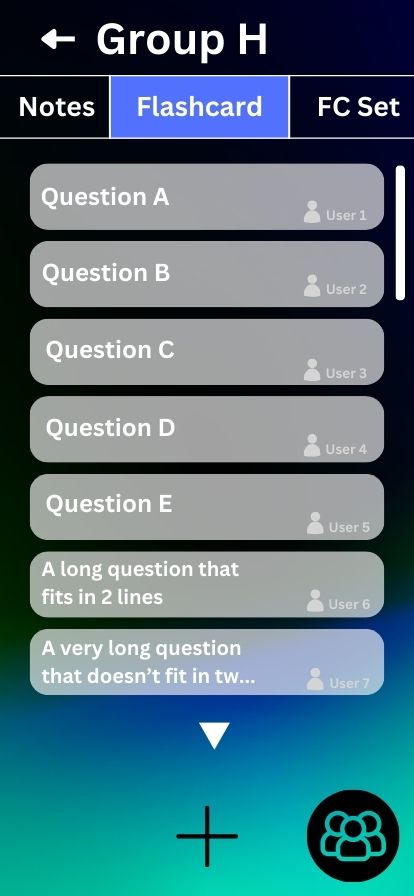 Group H
Notes
Flashcard
FC Set
Question A
User 1
Question B
User 2
Question C
User 3
Question D
User 4
Question E
User 5
A long question that
fits in 2 lines
User 6
A very long question
that doesn’t fit in tw...
User 7